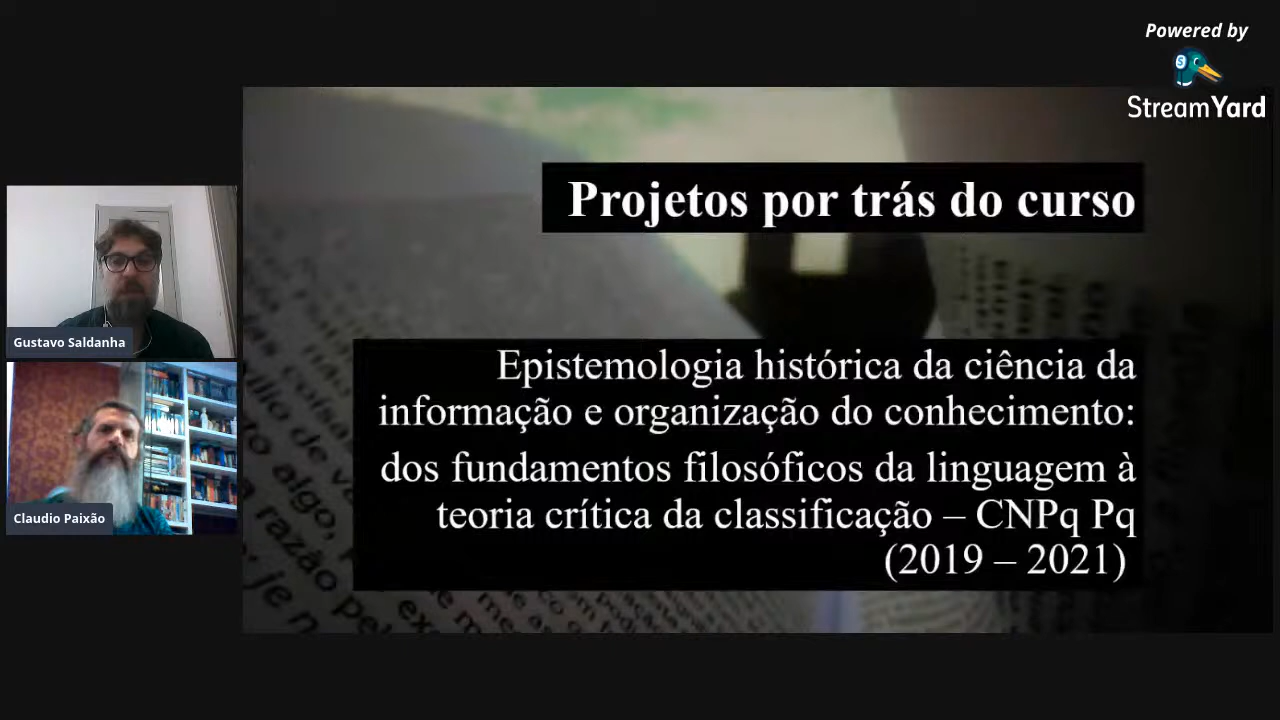 Powered by
StreamYard
Projetos por trás do curso
Epistemologia histórica da ciência da
informação e organização do conhecimento:
dos fundamentos filosóficos da linguagem à
teoria crítica da classificação – CNPq Pq
(2019 – 2021)
Gustavo Saldanha
Claudio Paixão